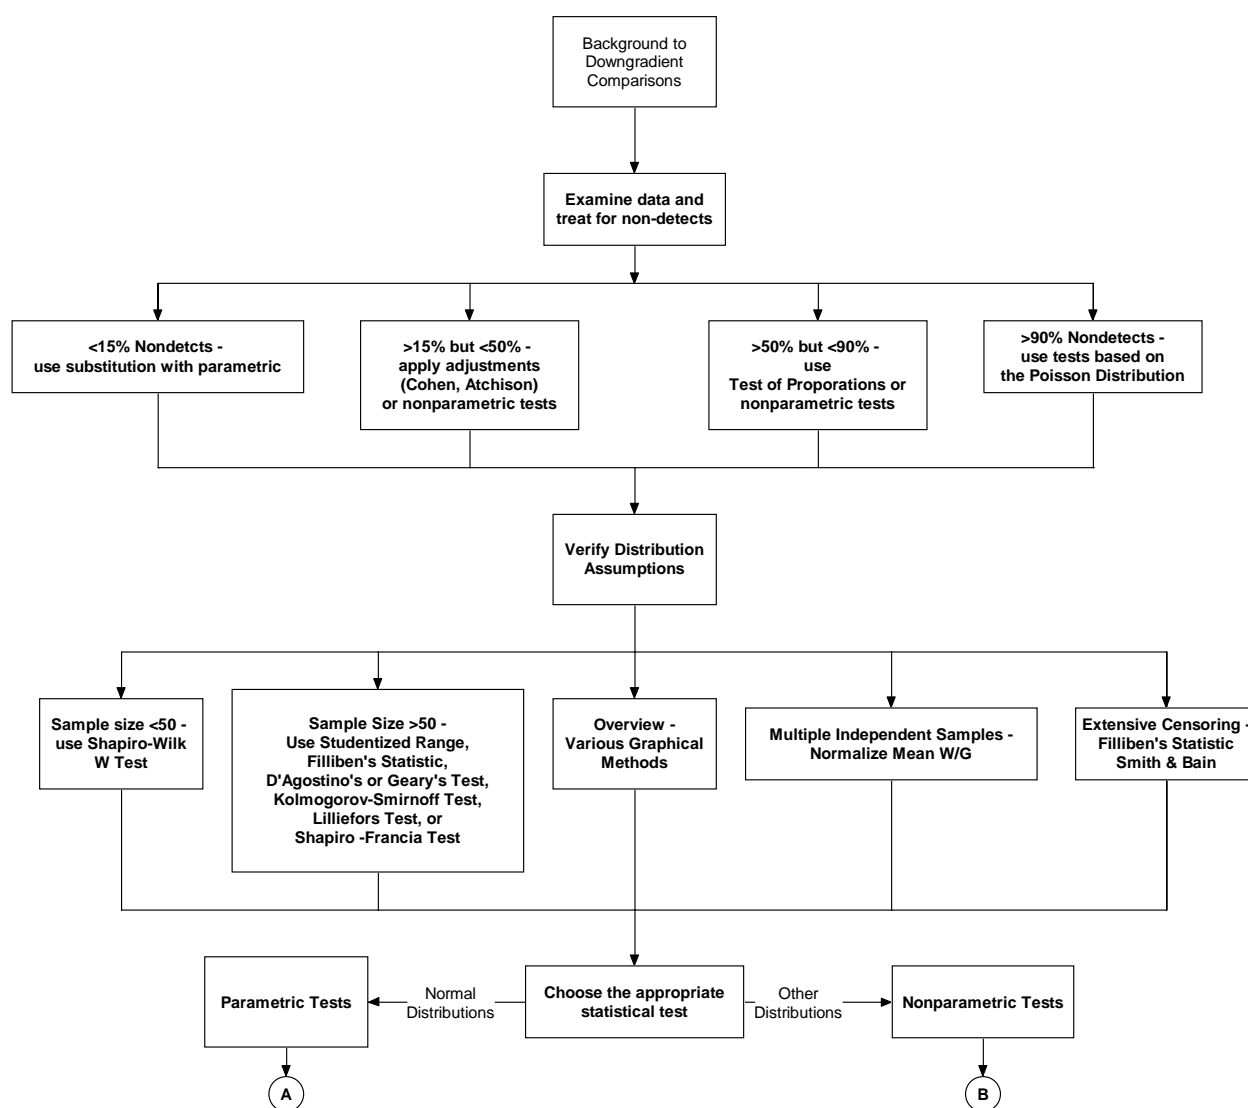 Background to
Downgradient
Comparisons
Examine data and
treat for non-detects
<15% Nondetcts -
use substitution with parametric
>15% but <50% -
apply adjustments
(Cohen, Atchison)
or nonparametric tests
>50% but <90% -
use
Test of Proporations or
nonparametric tests
>90% Nondetects -
use tests based on
the Poisson Distribution
Verify Distribution
Assumptions
Sample size <50 -
use Shapiro-Wilk
W Test
Sample Size >50 -
Use Studentized Range,
Filliben's Statistic,
D'Agostino's or Geary's Test,
Kolmogorov-Smirnoff Test,
Lilliefors Test, or
Shapiro -Francia Test
Overview -
Various Graphical
Methods
Multiple Independent Samples -
Normalize Mean W/G
Extensive Censoring -
Filliben's Statistic
Smith & Bain
Parametric Tests
Normal
Distributions
Choose the appropriate
statistical test
Other
Distributions
Nonparametric Tests
A
B